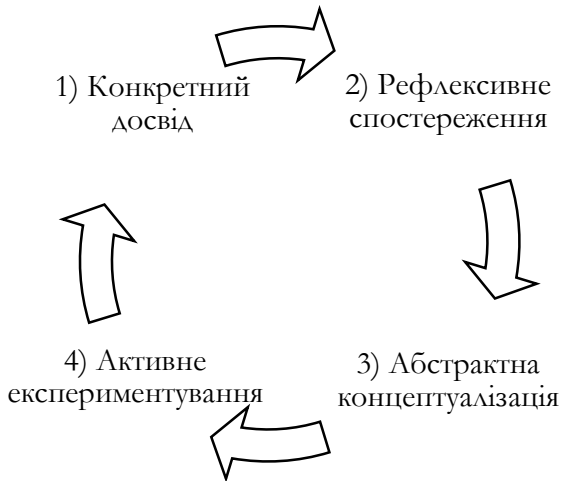 1) Конкретний
досвід
2) Рефлексивне
спостереження
3) Абстрактна
концептуалізація
4) Активне
експериментування